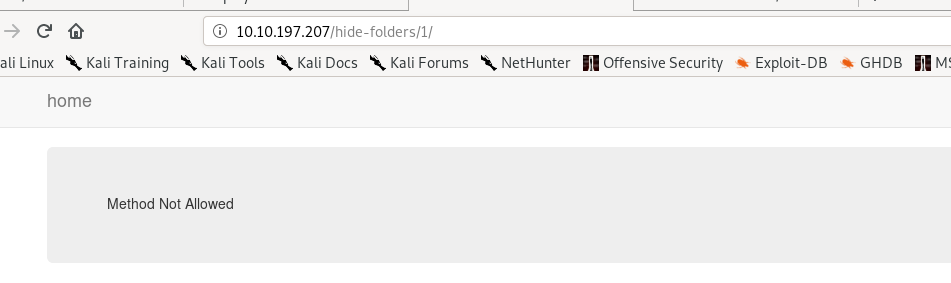 10.10.197.207/hide-folders/1/
ali Linux Kali Training Kali Tools Kali Docs Kali Forums NetHunter Offensive Security Exploit-DB GHDB MS
home
Method Not Allowed